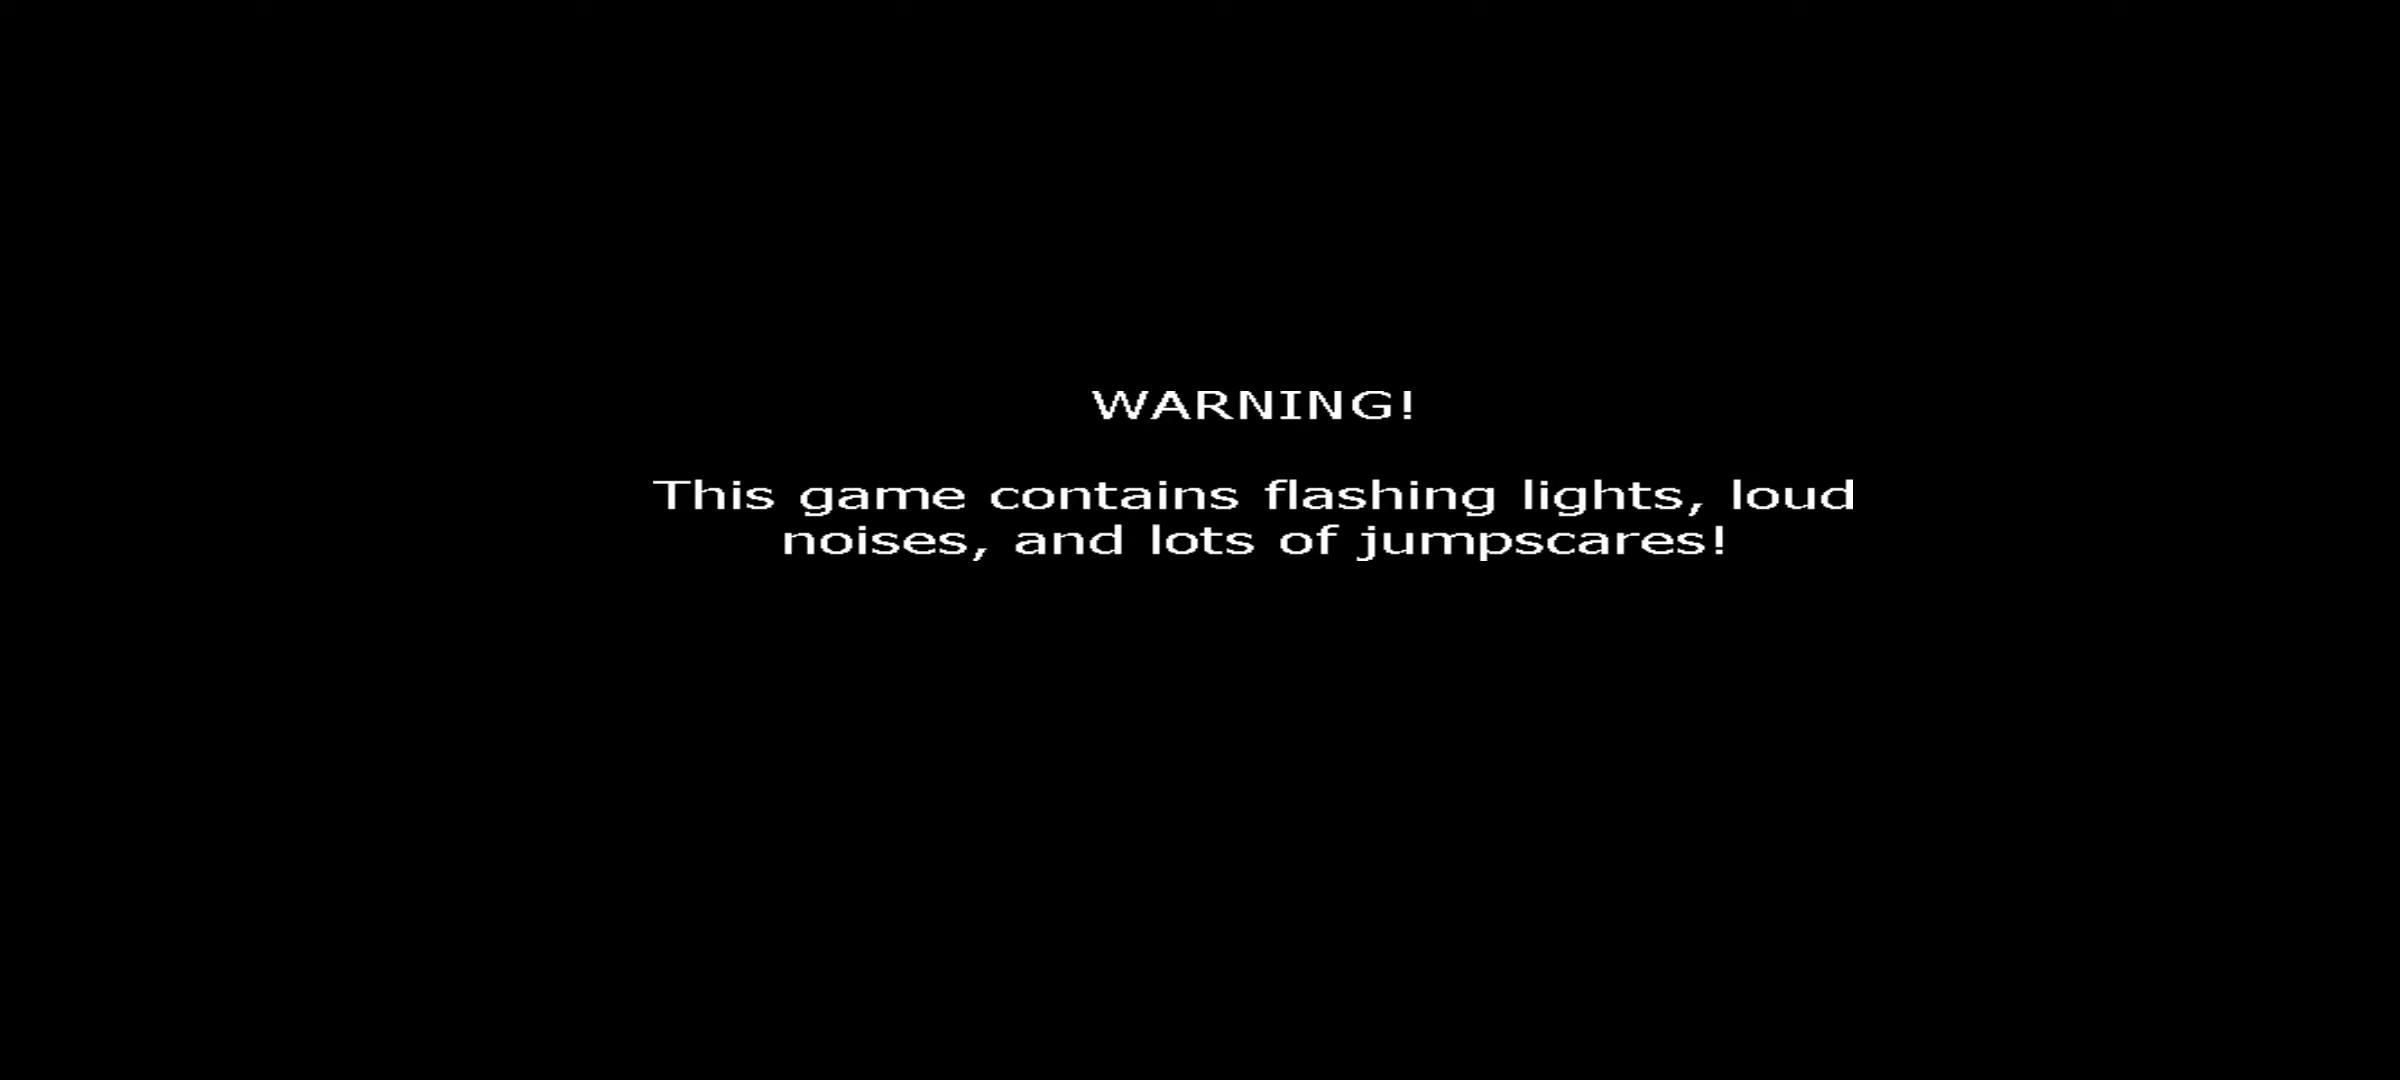 WARNING!
This game contains flashing lights, loud
noises, and lots of jumpscares!